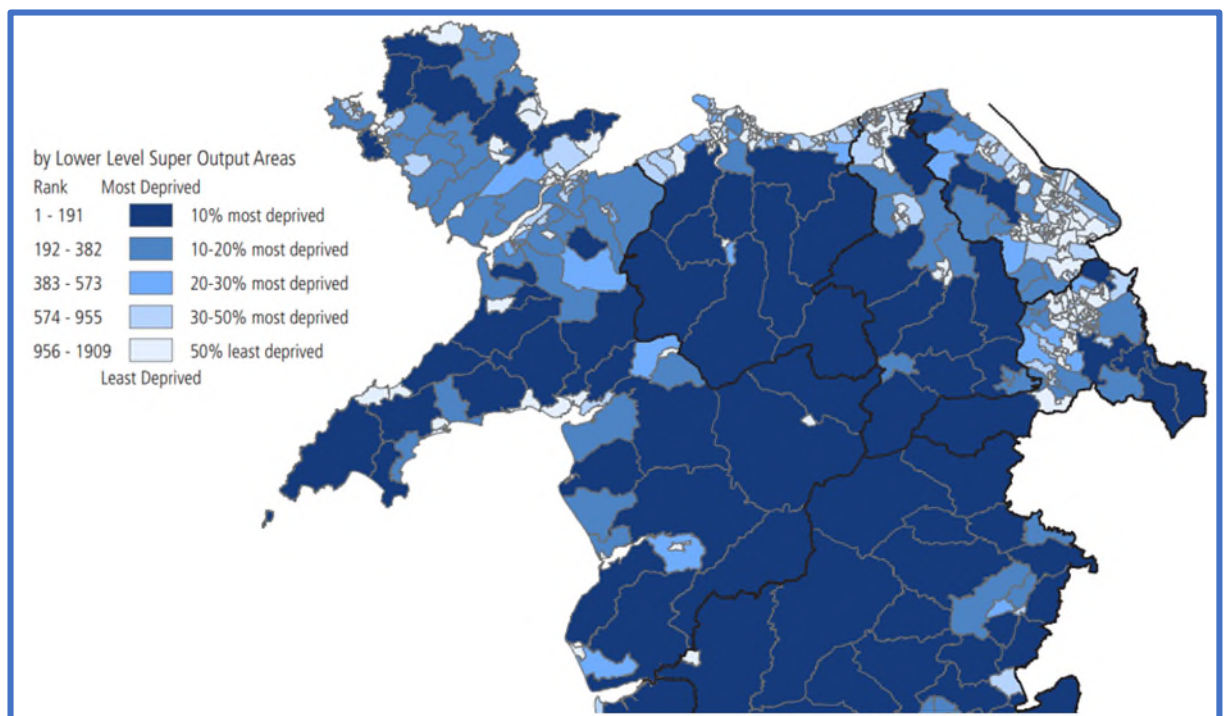 by Lower Level Super Output Areas
Rank Most Deprived
1 - 191 10% most deprived
192 - 382 10-20% most deprived
383 - 573 20-30% most deprived
574 - 955 30-50% most deprived
956 - 1909 50% least deprived
Least Deprived